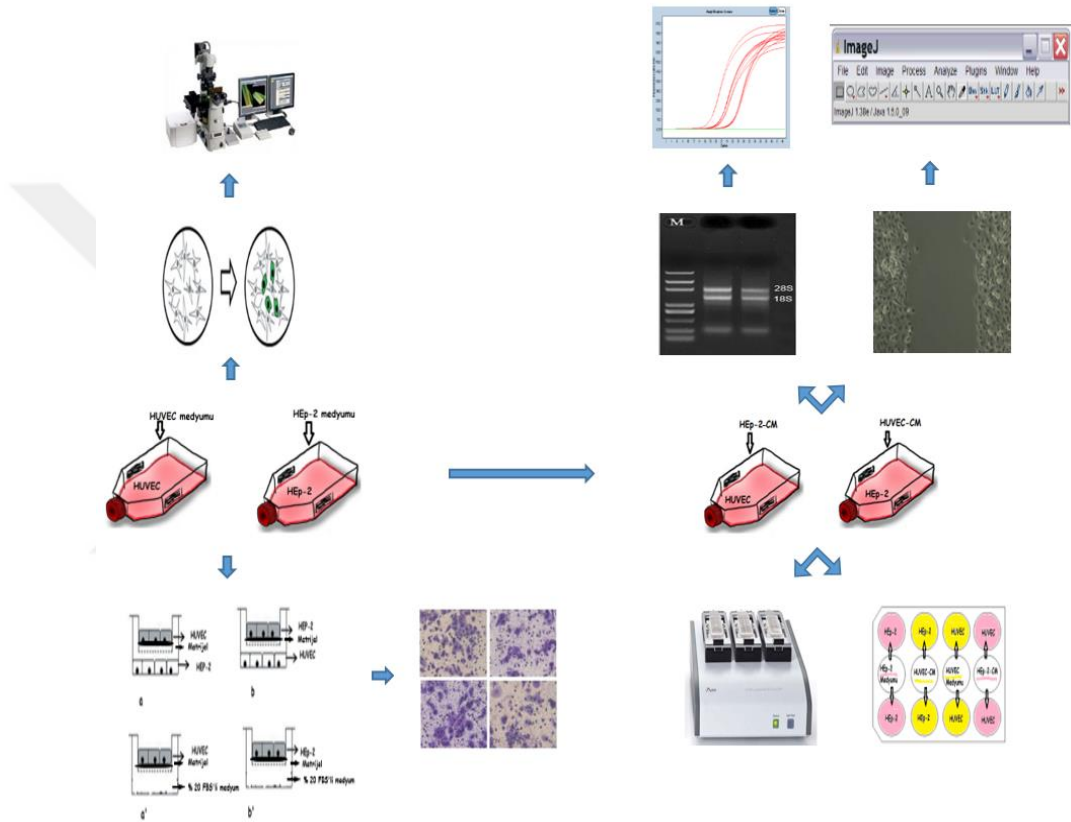 ImageJ
File Edit Image Process Analyze Plugins Window Help
ImageJ 1.38e / Java 1.5.0_09
M
28S
18S
HUVEC medyumu
HEp-2 medyumu
HUVEC
HEp-2
HEp-2-CM
HUVEC-CM
HUVEC
HEp-2
HUVEC
Matrijel
HEP-2
a
HEP-2
Matrijel
HUVEC
b
HUVEC
Matrijel
% 20 FBS'li medyum
a'
HEp-2
Matrijel
% 20 FBS'li medyum
b'
HEp-2
HEp-2
HUVEC
HUVEC
HEp-2
Medyumu
HUVEC-CM
HUVEC
Medyumu
HEp-2-CM
HEp-2
HEp-2
HUVEC
HUVEC